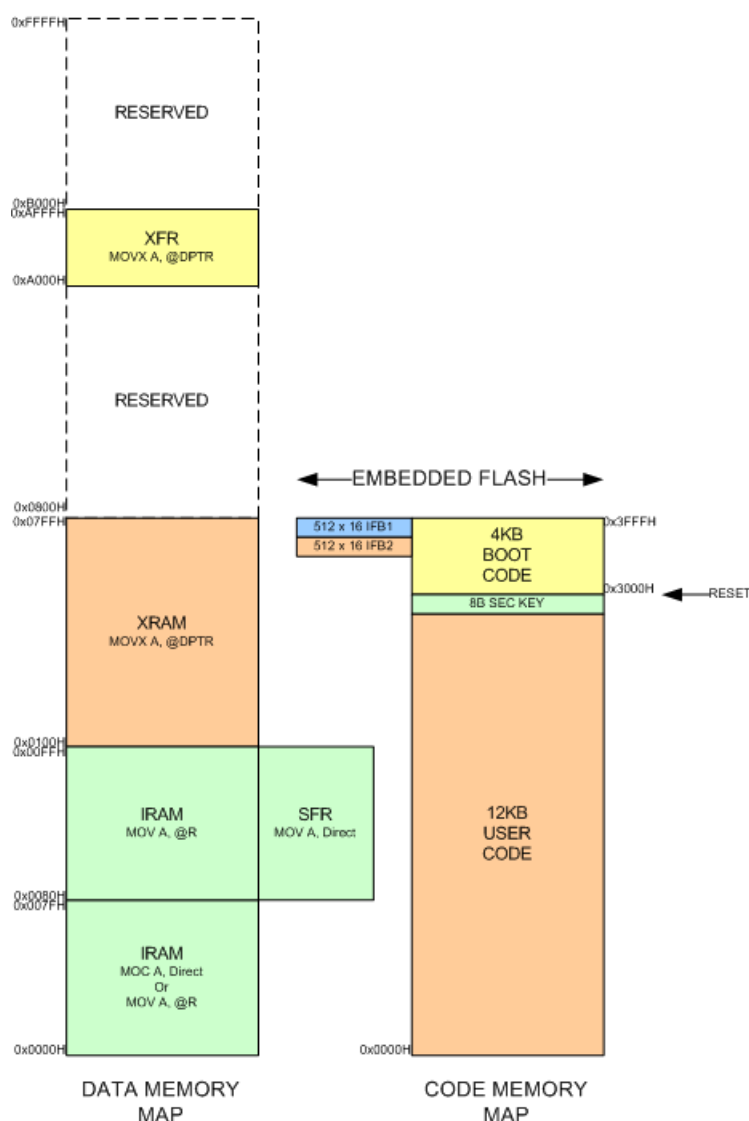 0xFFFFH
RESERVED
0xB000H
0xAFFFH
XFR
MOVX A, @DPTR
0xA000H
RESERVED
0x0800H
0x07FFH
XRAM
MOVX A, @DPTR
0x0100H
0x00FFH
IRAM
MOV A, @R
SFR
MOV A, Direct
0x0080H
0x007FH
IRAM
MOC A, Direct
Or
MOV A, @R
0x0000H
DATA MEMORY
MAP
EMBEDDED FLASH
512 x 16 IFB1
512 x 16 IFB2
0x3FFFH
4KB
BOOT
CODE
0x3000H
RESET
8B SEC KEY
12KB
USER
CODE
0x0000H
CODE MEMORY
MAP